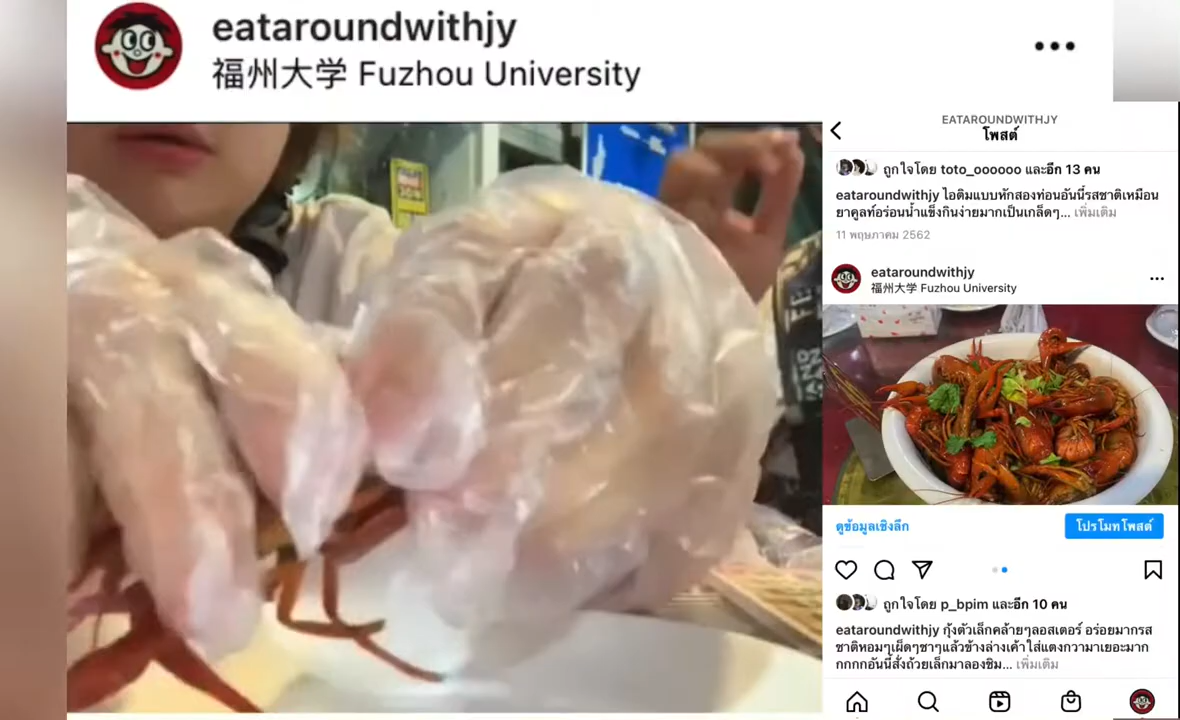 eataroundwithjy
福州大学 Fuzhou University
EATAROUNDWITHJY
โพสต์
ถูกใจโดย toto_oooooo และอีก 13 คน
eataroundwithjy ไอติมแบบหักสองท่อนอันนี้รสชาติเหมือน
ยาคูลท์อร่อนน้ำแข็งกินง่ายมากเป็นเกล็ดๆ... เพิ่มเติม
11 พฤษภาคม 2562
eataroundwithjy
福州大学 Fuzhou University
ดูข้อมูลเชิงลึก
โปรโมทโพสต์
ถูกใจโดย p_bpim และอีก 10 คน
eataroundwithjy กุ้งตัวเล็กคล้ายๆลอสเตอร์ อร่อยมากรส
ชาติหอมๆเผ็ดๆชาๆแล้วข้างล่างเค้าใส่แตงกวามาเยอะมาก
กกกกอันนี้สั่งถ้วยเล็กมาลองชิม... เพิ่มเติม